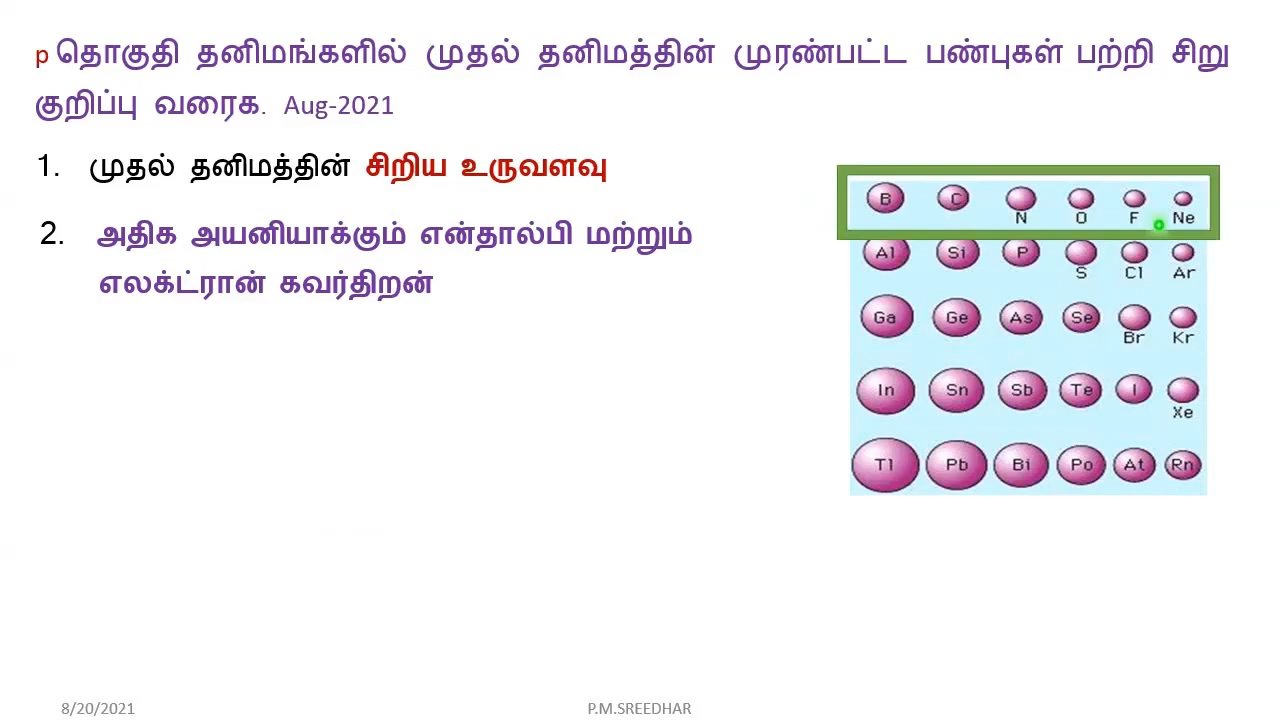 p தொகுதி தனிமங்களில் முதல் தனிமத்தின் முரண்பட்ட பண்புகள் பற்றி சிறு
குறிப்பு வரைக. Aug-2021
1. முதல் தனிமத்தின் சிறிய உருவளவு
2. அதிக அயனியாக்கும் என்தால்பி மற்றும்
எலக்ட்ரான் கவர்திறன்
B C N O F Ne
Al Si P S Cl Ar
Ga Ge As Se Br Kr
In Sn Sb Te I Xe
Tl Pb Bi Po At Rn
8/20/2021 P.M.SREEDHAR